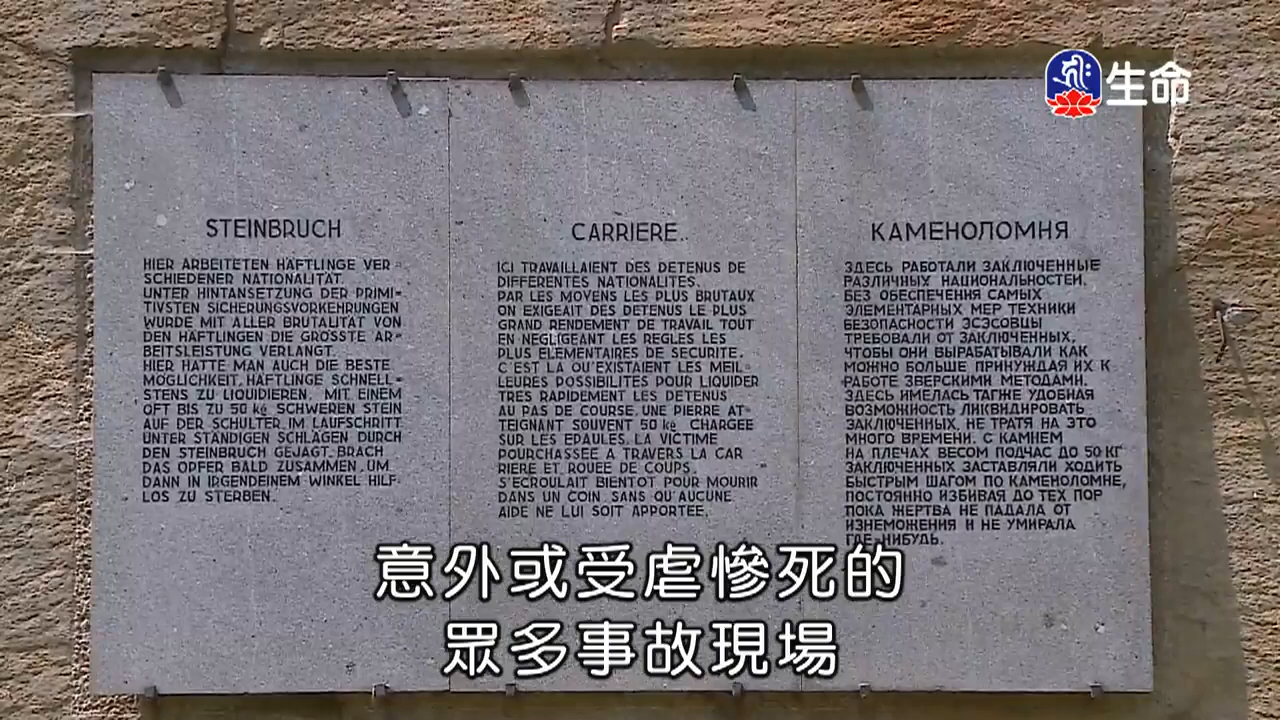 生命
STEINBRUCH
HIER ARBEITETEN HÄFTLINGE VER-
SCHIEDENER NATIONALITÄT.
UNTER HINTANSETZUNG DER PRIMI-
TIVSTEN SICHERUNGSVORKEHRUNGEN
WURDE MIT ALLER BRUTALITÄT VON
DEN HÄFTLINGEN DIE GRÖSSTE AR-
BEITSLEISTUNG VERLANGT.
HIER HATTE MAN AUCH DIE BESTE
MÖGLICHKEIT, HÄFTLINGE SCHNELL-
STENS ZU LIQUIDIEREN. MIT EINEM
OFT BIS ZU 50 kg SCHWEREN STEIN
AUF DER SCHULTER, IM LAUFSCHRITT
UNTER STÄNDIGEN SCHLÄGEN DURCH
DEN STEINBRUCH GEJAGT, BRACH
DAS OPFER BALD ZUSAMMEN, UM
DANN IN IRGENDEINEM WINKEL HILF-
LOS ZU STERBEN.
CARRIERE.
ICI TRAVAILLAIENT DES DETENUS DE
DIFFERENTES NATIONALITES.
PAR LES MOYENS LES PLUS BRUTAUX
ON EXIGEAIT DES DETENUS LE PLUS
GRAND RENDEMENT DE TRAVAIL TOUT
EN NEGLIGEANT LES REGLES LES
PLUS ELEMENTAIRES DE SECURITE.
C'EST LA QU'EXISTAIENT LES MEIL-
LEURES POSSIBILITES POUR LIQUIDER
TRES RAPIDEMENT LES DETENUS
AU PAS DE COURSE, UNE PIERRE AT-
TEIGNANT SOUVENT 50 kg CHARGEE
SUR LES EPAULES, LA VICTIME
POURCHASSEE A TRAVERS LA CAR
RIERE ET ROUEE DE COUPS,
S'ECROULAIT BIENTOT POUR MOURIR
DANS UN COIN SANS QU'AUCUNE
AIDE NE LUI SOIT APPORTEE.
КАМЕНОЛОМНЯ
ЗДЕСЬ РАБОТАЛИ ЗАКЛЮЧЕННЫЕ
РАЗЛИЧНЫХ НАЦИОНАЛЬНОСТЕЙ.
БЕЗ ОБЕСПЕЧЕНИЯ САМЫХ
ЭЛЕМЕНТАРНЫХ МЕР ТЕХНИКИ
БЕЗОПАСНОСТИ ЭСЭСОВЦЫ
ТРЕБОВАЛИ ОТ ЗАКЛЮЧЕННЫХ,
ЧТОБЫ ОНИ ВЫРАБАТЫВАЛИ КАК
МОЖНО БОЛЬШЕ ПРИНУЖДАЯ ИХ К
РАБОТЕ ЗВЕРСКИМИ МЕТОДАМИ.
ЗДЕСЬ ИМЕЛАСЬ ТАГЖЕ УДОБНАЯ
ВОЗМОЖНОСТЬ ЛИКВИДИРОВАТЬ
ЗАКЛЮЧЕННЫХ, НЕ ТРАТЯ НА ЭТО
МНОГО ВРЕМЕНИ. С КАМНЕМ
НА ПЛЕЧАХ ВЕСОМ ПОДЧАС ДО 50 КГ
ЗАКЛЮЧЕННЫХ ЗАСТАВЛЯЛИ ХОДИТЬ
БЫСТРЫМ ШАГОМ ПО КАМЕНОЛОМНЕ,
ПОСТОЯННО ИЗБИВАЯ ДО ТЕХ ПОР
ПОКА ЖЕРТВА НЕ ПАДАЛА ОТ
ИЗНЕМОЖЕНИЯ И НЕ УМИРАЛА
ГДЕ-НИБУДЬ.
意外或受虐慘死的
眾多事故現場